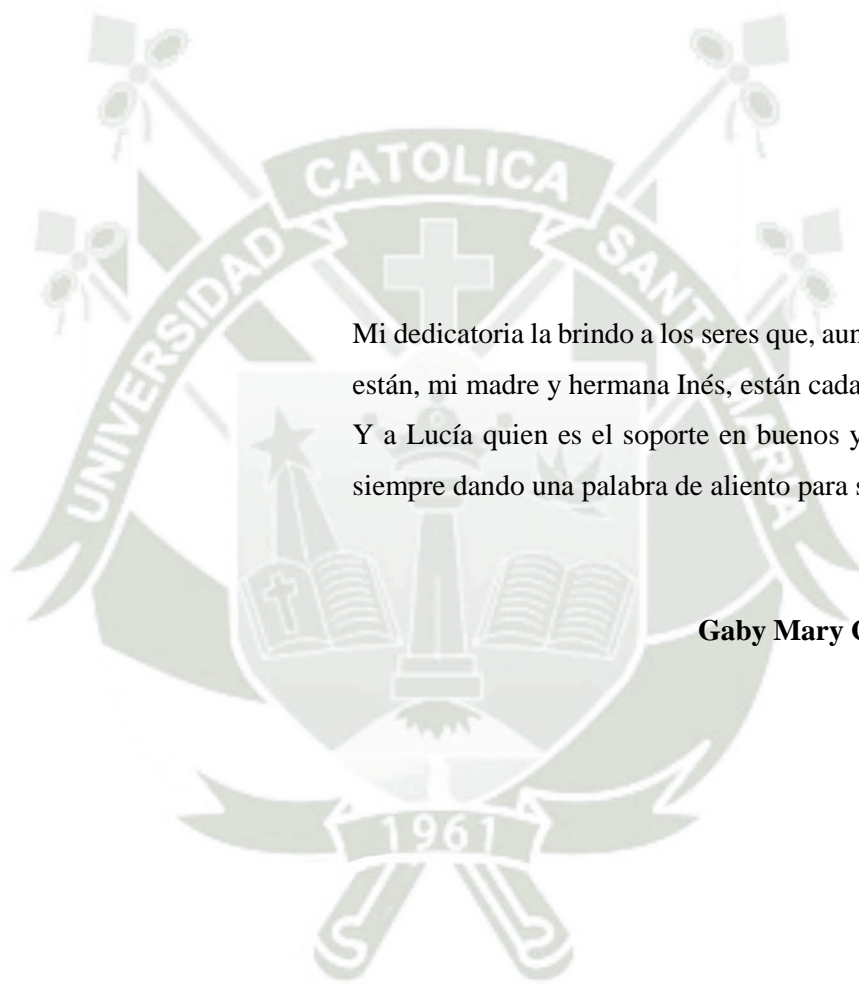 CATOLICA
UNIVERSIDAD
SANTA MARIA
Mi dedicatoria la brindo a los seres que,
están, mi madre y hermana Inés, están cada
Y a Lucía quien es el soporte en buenos y
siempre dando una palabra de aliento para
Gaby Mary
1961